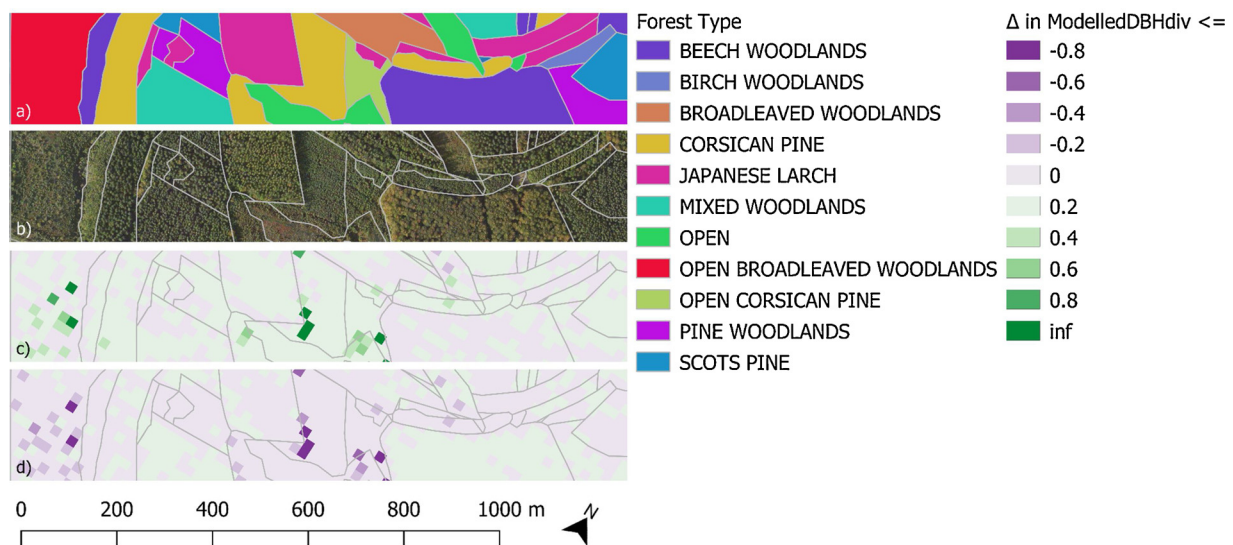 Forest Type
BEECH WOODLANDS
BIRCH WOODLANDS
BROADLEAVED WOODLANDS
CORSICAN PINE
JAPANESE LARCH
MIXED WOODLANDS
OPEN
OPEN BROADLEAVED WOODLANDS
OPEN CORSICAN PINE
PINE WOODLANDS
SCOTS PINE
Δ in ModelledDBHdiv <=
-0.8
-0.6
-0.4
-0.2
0
0.2
0.4
0.6
0.8
inf
a)
b)
c)
d)
0 200 400 600 800 1000 m
N